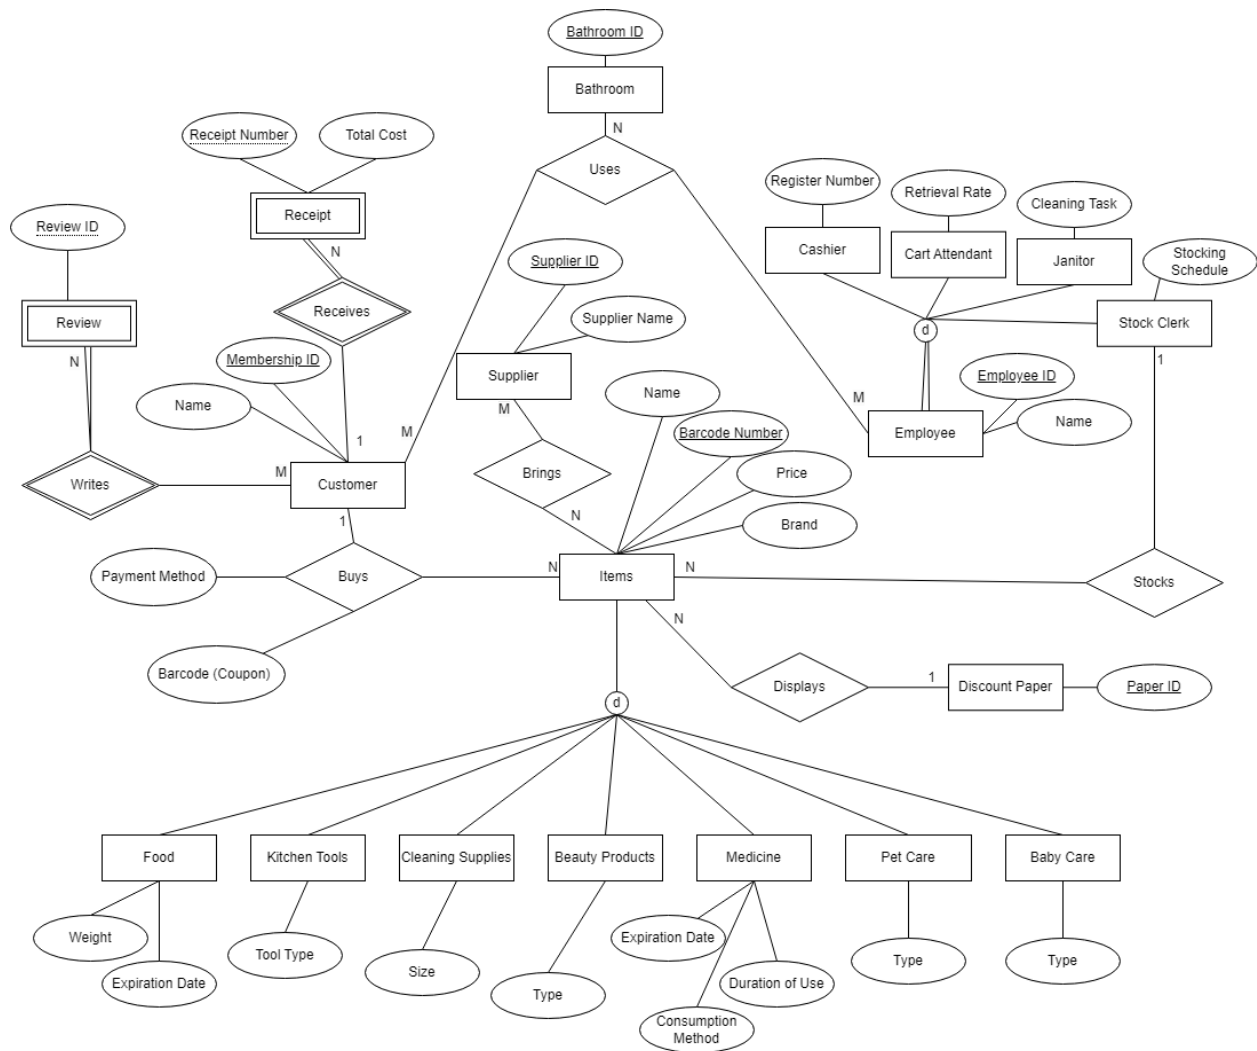 Bathroom ID
Bathroom
N
Uses
Receipt Number
Total Cost
Receipt
N
Receives
Review ID
Review
N
Writes
M
Membership ID
Name
1
Customer
M
1
Supplier ID
Supplier Name
Supplier
M
Brings
N
Register Number
Retrieval Rate
Cleaning Task
Cashier
Cart Attendant
Janitor
Stocking
Schedule
Stock Clerk
1
d
Employee ID
Name
M
Employee
Name
Barcode Number
Price
Brand
Payment Method
Buys
Barcode (Coupon)
N
Items
N
Stocks
N
Displays
1
Discount Paper
Paper ID
d
Food
Kitchen Tools
Cleaning Supplies
Beauty Products
Medicine
Pet Care
Baby Care
Weight
Expiration Date
Tool Type
Size
Type
Expiration Date
Consumption
Method
Duration of Use
Type
Type